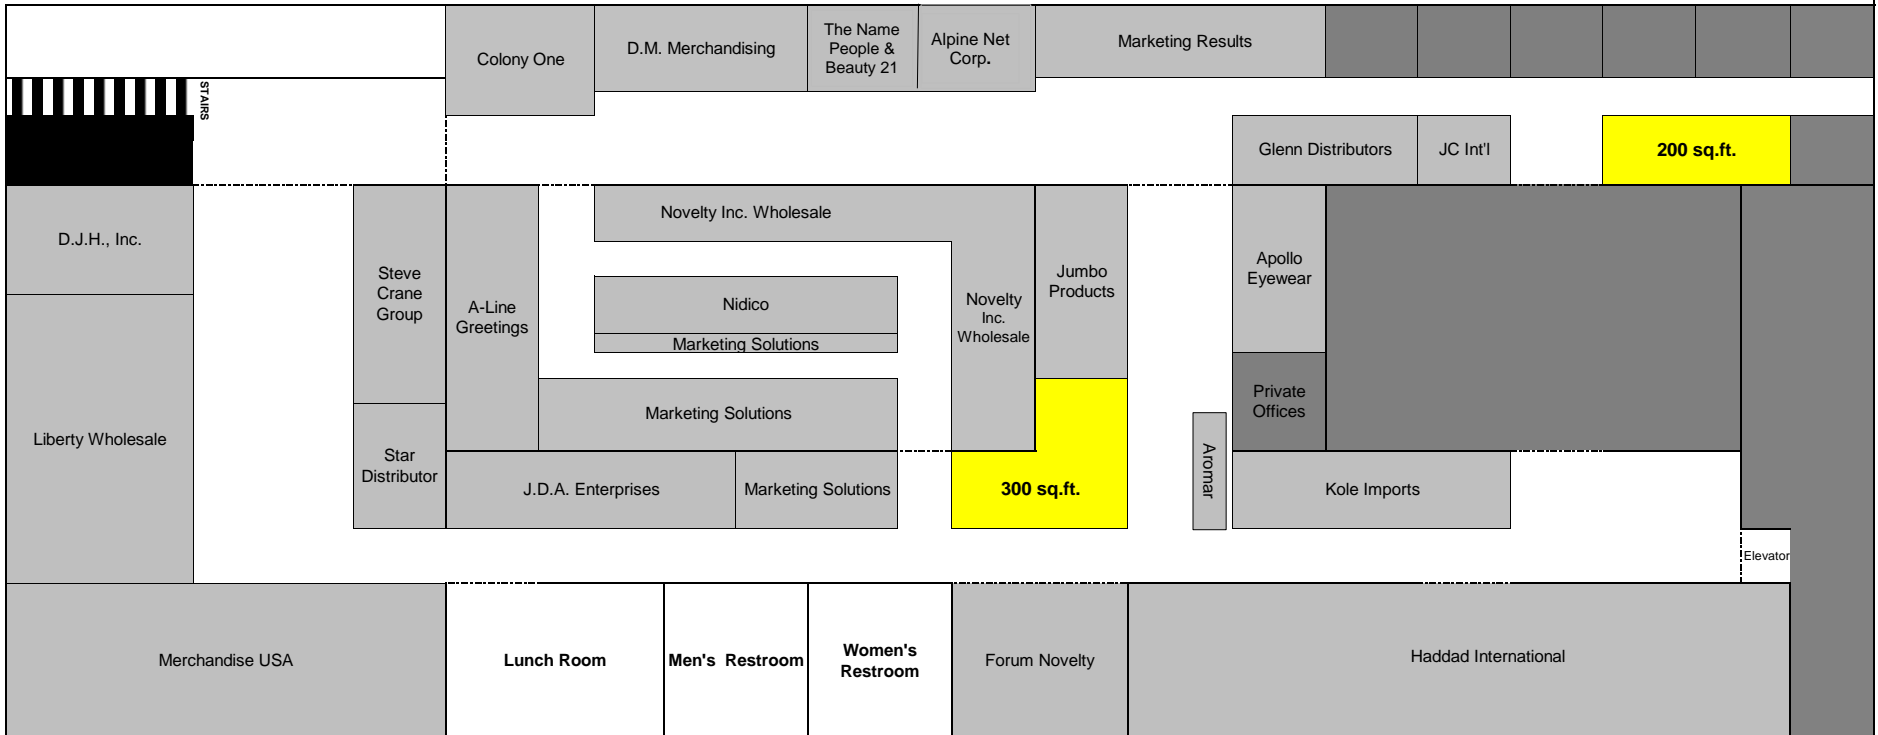 Colony One
D.M. Merchandising
The Name
People &
Beauty 21
Alpine Net
Corp.
Marketing Results
STAIRS
Glenn Distributors
JC Int'l
200 sq.ft.
D.J.H., Inc.
Steve
Crane
Group
A-Line
Greetings
Novelty Inc. Wholesale
Nidico
Marketing Solutions
Novelty
Inc.
Wholesale
Jumbo
Products
Apollo
Eyewear
Private
Offices
Marketing Solutions
Liberty Wholesale
Star
Distributor
J.D.A. Enterprises
Marketing Solutions
300 sq.ft.
Aromar
Kole Imports
Elevator
Merchandise USA
Lunch Room
Men's Restroom
Women's
Restroom
Forum Novelty
Haddad International